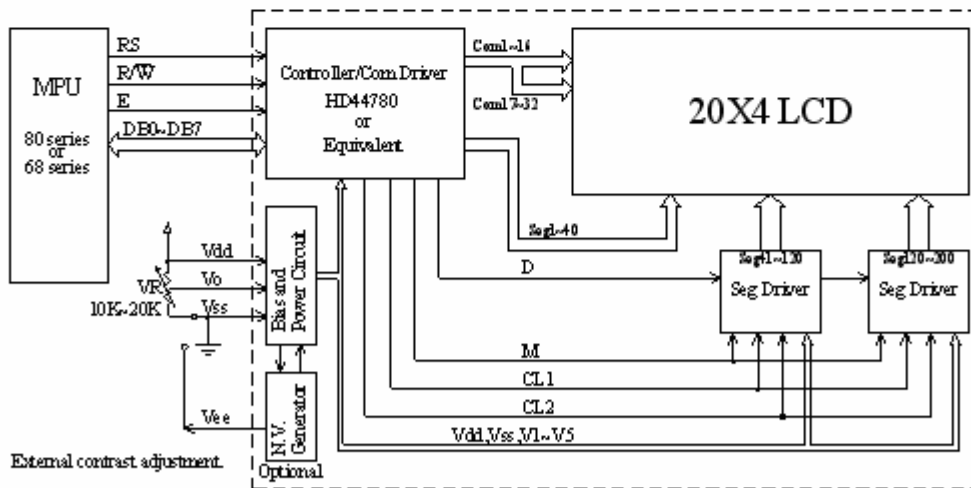 RS
R/W
E
DB0~DB7
MPU
80 series
or
68 series
Controller/Com Driver
HD44780
or
Equivalent
Com1~16
Com17~32
20X4 LCD
Seg1~40
D
Seg41~120
Seg Driver
Seg120~200
Seg Driver
Vdd
Vo
VR
10K~20K
Vss
Bias and
Power Circuit
M
CL1
CL2
Vdd,Vss,V1~V5
Vee
N.V.
Generator
Optional
External contrast adjustment.